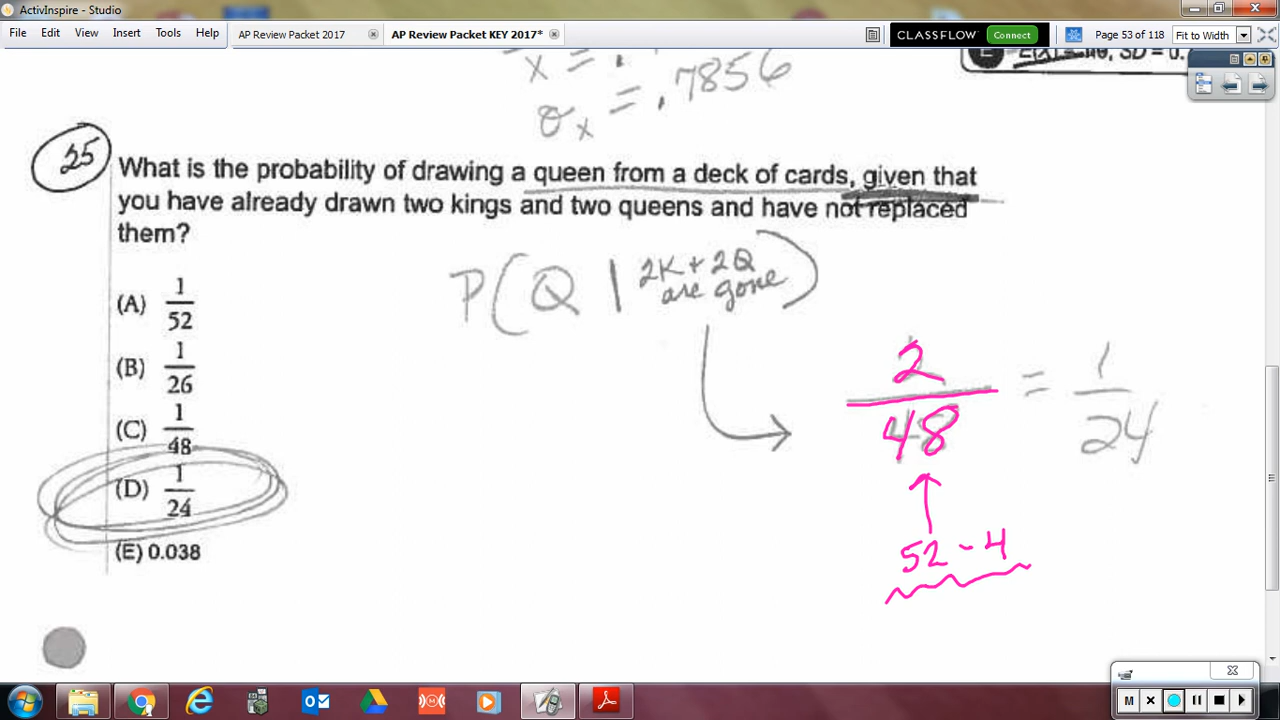 ActivInspire - Studio
File Edit View Insert Tools Help AP Review Packet 2017 AP Review Packet KEY 2017* CLASSFLOW Connect Page 53 of 118 Fit to Width
x = .
σx = .7856
25
What is the probability of drawing a queen from a deck of cards, given that
you have already drawn two kings and two queens and have not replaced
them?
P(Q | 2K + 2Q
are gone)
(A) 1/52
(B) 1/26
(C) 1/48
(D) 1/24
(E) 0.038
2/48 = 1/24
52 - 4
M